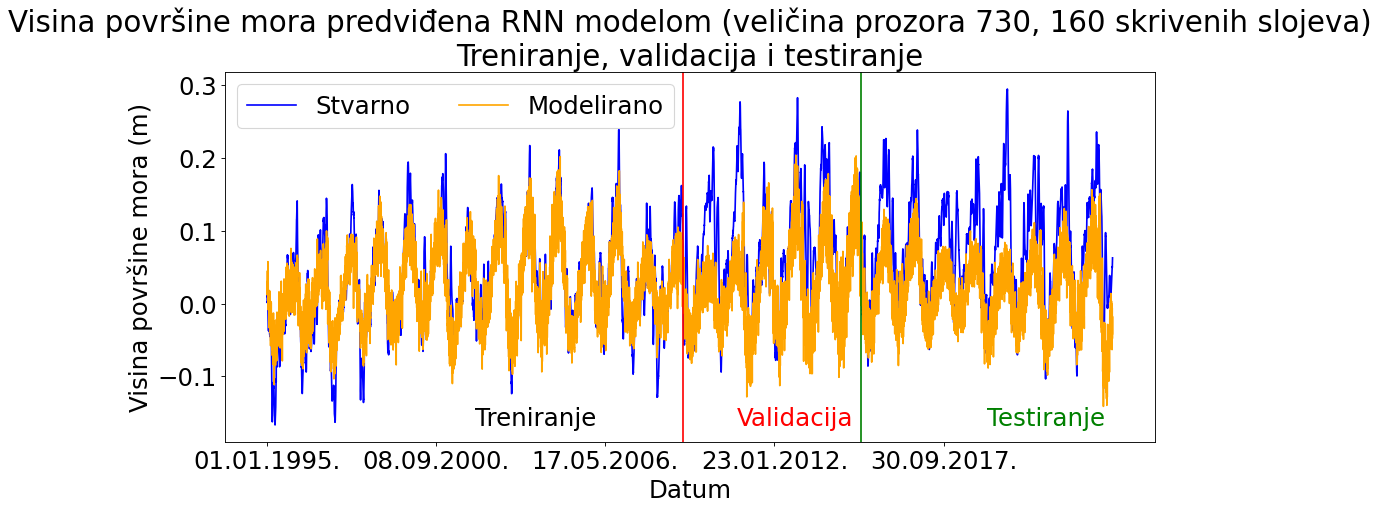 Visina površine mora predviđena RNN modelom (veličina prozora 730, 160 skrivenih slojeva)
Treniranje, validacija i testiranje
Stvarno Modelirano
Visina površine mora (m)
0.3
0.2
0.1
0.0
−0.1
Treniranje Validacija Testiranje
01.01.1995. 08.09.2000. 17.05.2006. 23.01.2012. 30.09.2017.
Datum